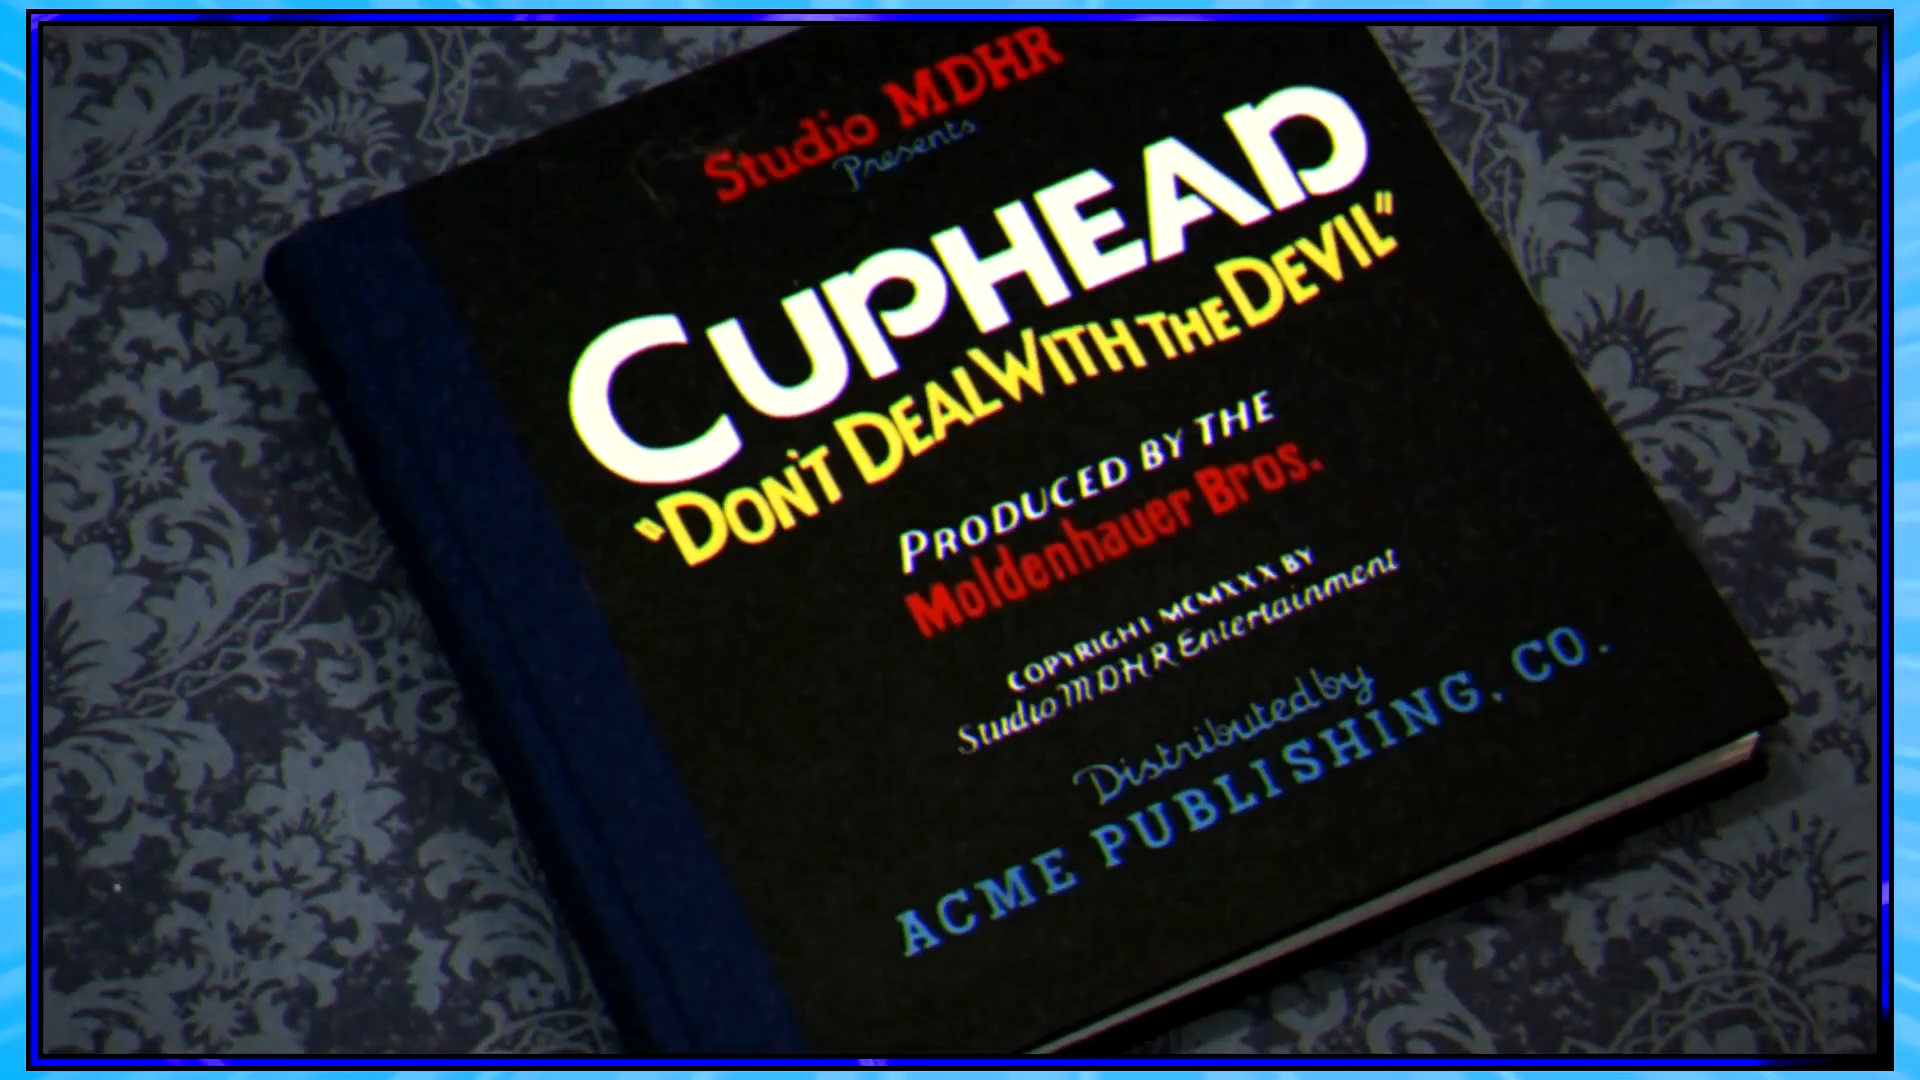 Studio MDHR
Presents
CUPHEAD
"DON'T DEAL WITH THE DEVIL"
PRODUCED BY THE
Moldenhauer Bros.
COPYRIGHT MCMXXX BY
Studio MDHR Entertainment
Distributed by
ACME PUBLISHING. CO.